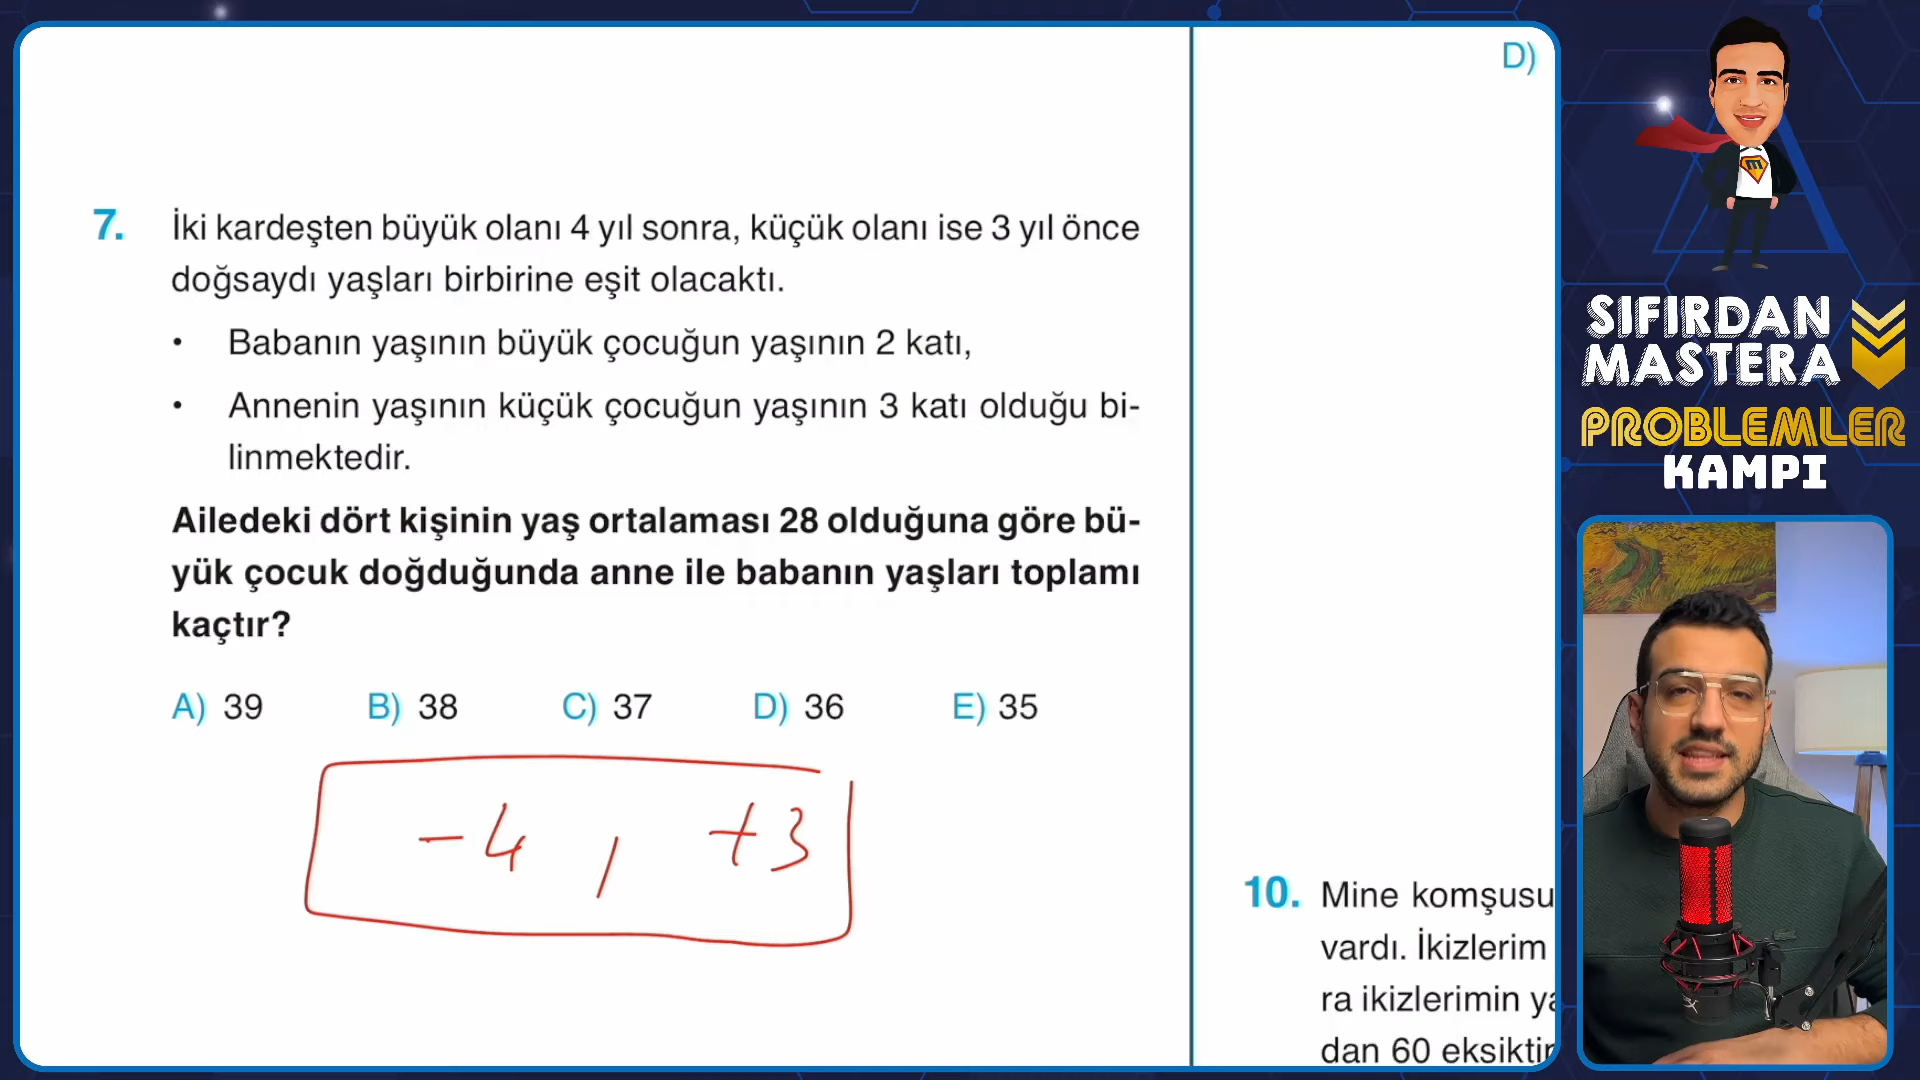 7. İki kardeşten büyük olanı 4 yıl sonra, küçük olanı ise 3 yıl önce
doğsaydı yaşları birbirine eşit olacaktı.
• Babanın yaşının büyük çocuğun yaşının 2 katı,
• Annenin yaşının küçük çocuğun yaşının 3 katı olduğu bi-
linmektedir.
Ailedeki dört kişinin yaş ortalaması 28 olduğuna göre bü-
yük çocuk doğduğunda anne ile babanın yaşları toplamı
kaçtır?
A) 39 B) 38 C) 37 D) 36 E) 35
-4 , +3
D)
10. Mine komşusu
vardı. İkizlerim
ra ikizlerimin ya
dan 60 eksiktir
SIFIRDAN
MASTERA
PROBLEMLER
KAMPI